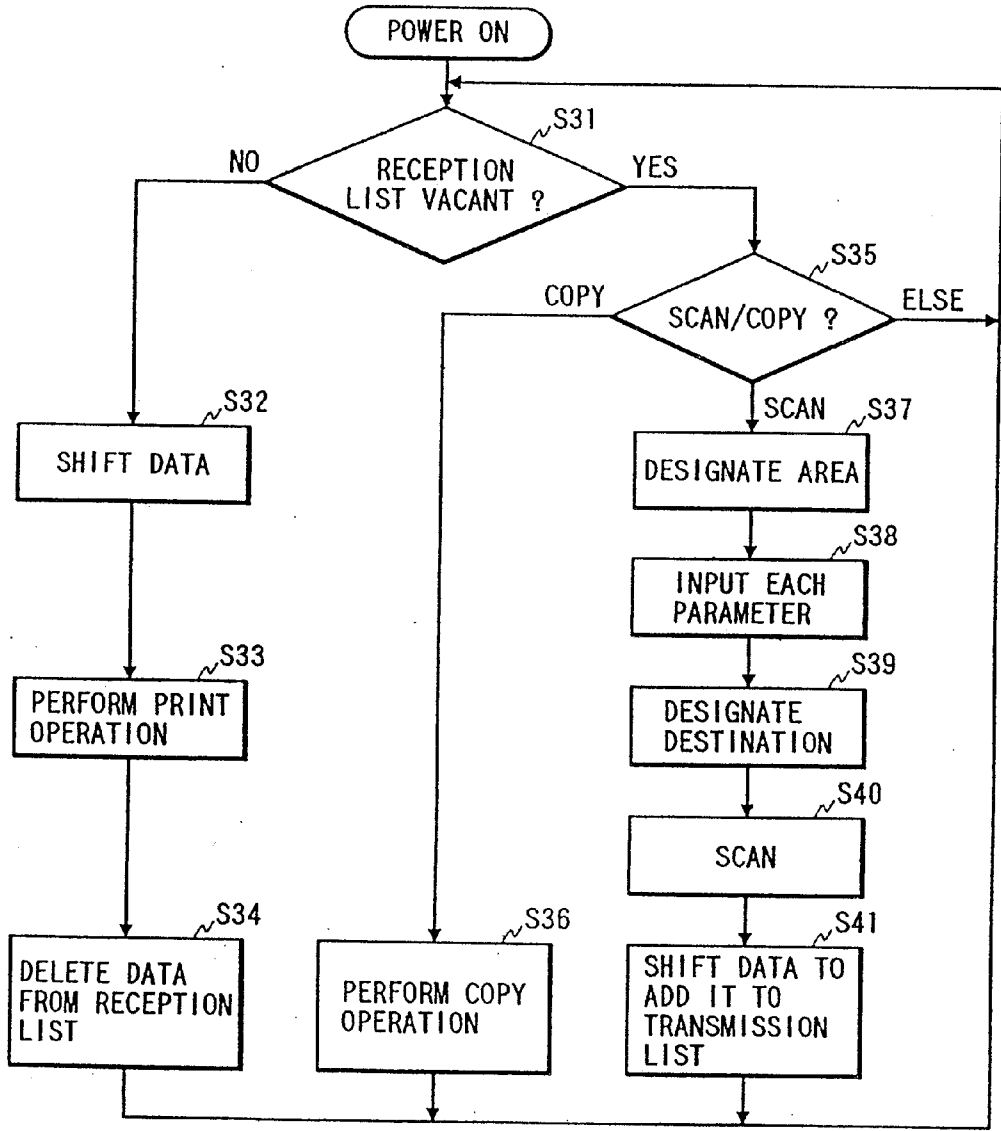 POWER ON
S31
NO
RECEPTION
LIST VACANT ?
YES
S35
COPY
SCAN/COPY ?
ELSE
SCAN
S32
SHIFT DATA
S37
DESIGNATE AREA
S38
INPUT EACH
PARAMETER
S33
PERFORM PRINT
OPERATION
S39
DESIGNATE
DESTINATION
S40
SCAN
S34
DELETE DATA
FROM RECEPTION
LIST
S36
PERFORM COPY
OPERATION
S41
SHIFT DATA TO
ADD IT TO
TRANSMISSION
LIST